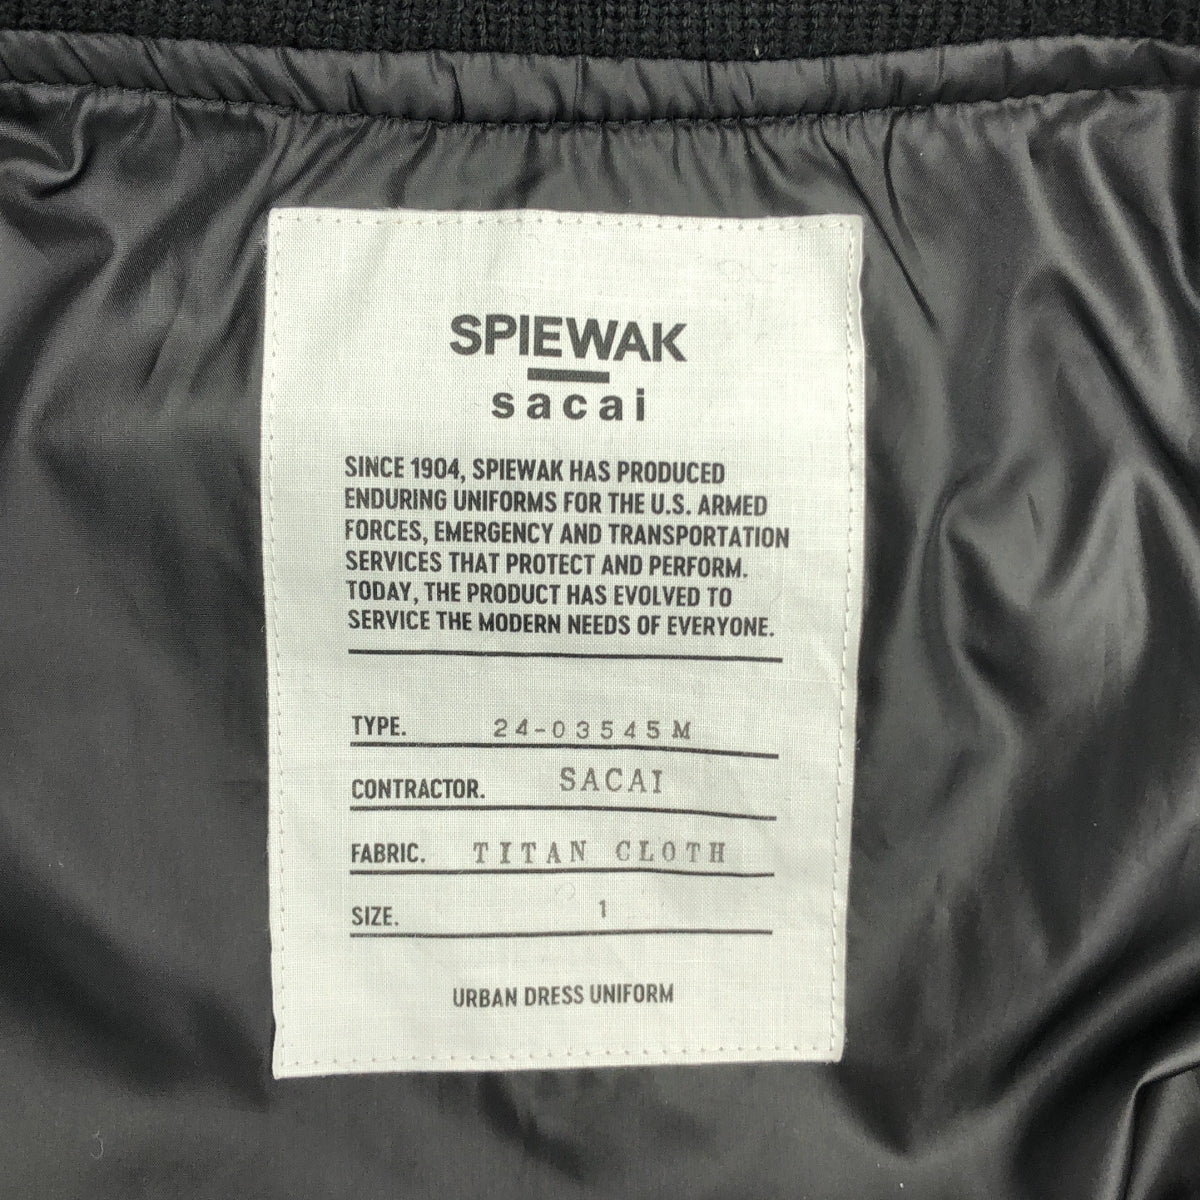 SPIEWAK
sacai
SINCE 1904, SPIEWAK HAS PRODUCED
ENDURING UNIFORMS FOR THE U.S. ARMED
FORCES, EMERGENCY AND TRANSPORTATION
SERVICES THAT PROTECT AND PERFORM.
TODAY, THE PRODUCT HAS EVOLVED TO
SERVICE THE MODERN NEEDS OF EVERYONE.
TYPE. 24-03545M
CONTRACTOR. SACAI
FABRIC. TITAN CLOTH
SIZE. 1
URBAN DRESS UNIFORM